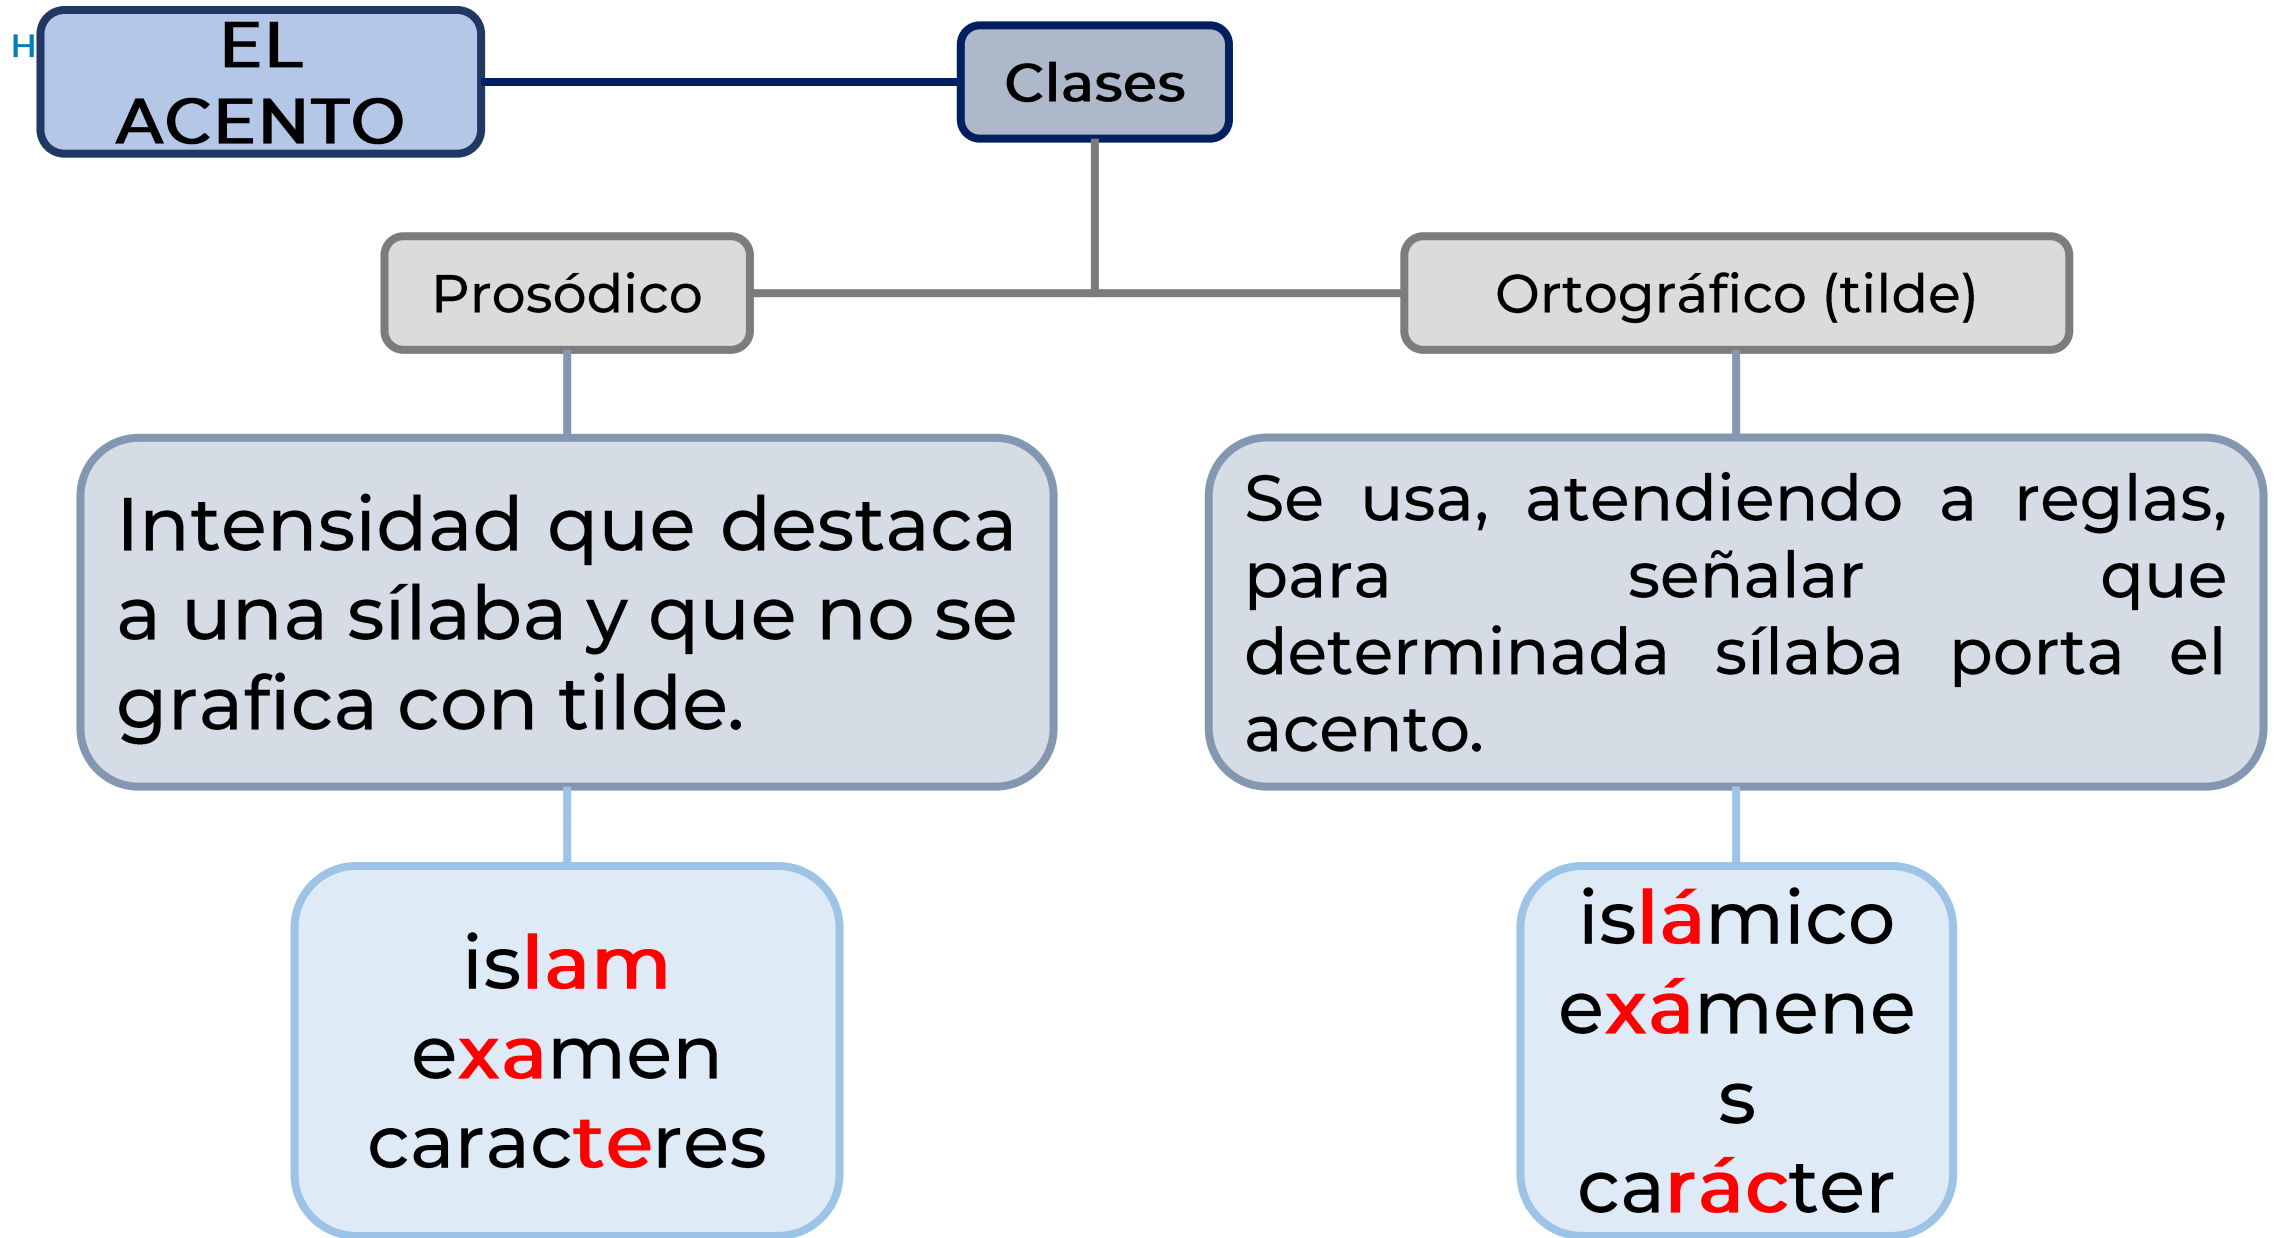 H
EL
ACENTO
Clases
Prosódico
Ortográfico (tilde)
Intensidad que destaca
a una sílaba y que no se
grafica con tilde.
Se usa, atendiendo a reglas,
para señalar que
determinada sílaba porta el
acento.
islam
examen
caracteres
islámico
exámene
s
carácter